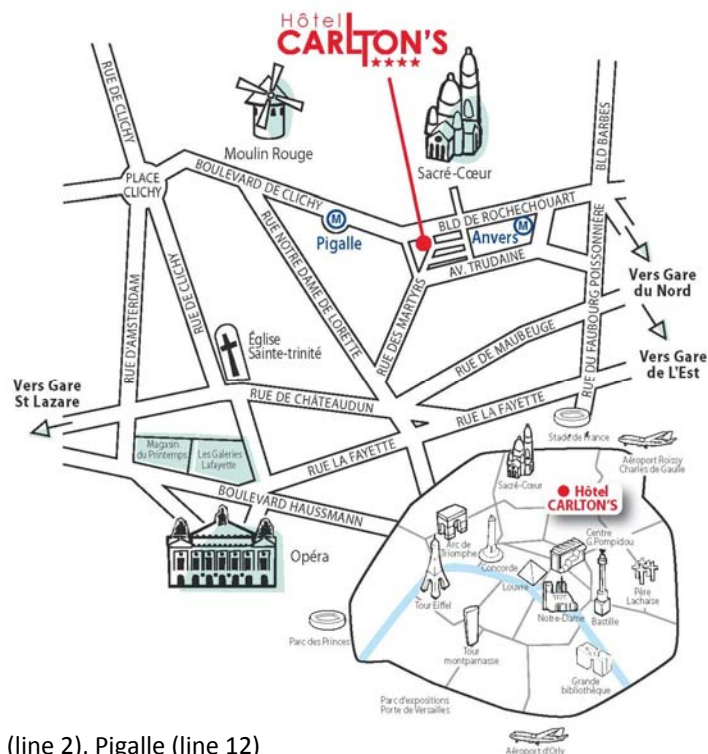 Hôtel
CARLTON'S
★★★★
RUE DE CLICHY
Moulin Rouge
Sacré-Cœur
BLD BARBES
PLACE
CLICHY
BOULEVARD DE CLICHY
M
Pigalle
BLD DE ROCHECHOUART
Anvers
M
AV. TRUDAINE
Vers Gare
du Nord
RUE D'AMSTERDAM
RUE DE CLICHY
RUE NOTRE DAME DE LORETTE
RUE DES MARTYRS
RUE DE MAUBEUGE
RUE DU FAUBOURG POISSONNIÈRE
Vers Gare
de L'Est
Église
Sainte-trinité
Vers Gare
St Lazare
RUE DE CHÂTEAUDUN
RUE LA FAYETTE
RUE LA FAYETTE
Magasin
du Printemps
Les Galeries
Lafayette
BOULEVARD HAUSSMANN
Opéra
Stade de France
Aéroport Roissy
Charles de Gaulle
Sacré-Cœur
Hôtel
CARLTON'S
Arc de
Triomphe
Concorde
Centre
G.Pompidou
Louvre
Père
Lachaise
Tour Eiffel
Notre-Dame
Bastille
Parc des Princes
Tour
montparnasse
Grande
bibliothèque
Parc d'expositions
Porte de Versailles
Aéroport d'Orly
(line 2), Pigalle (line 12)